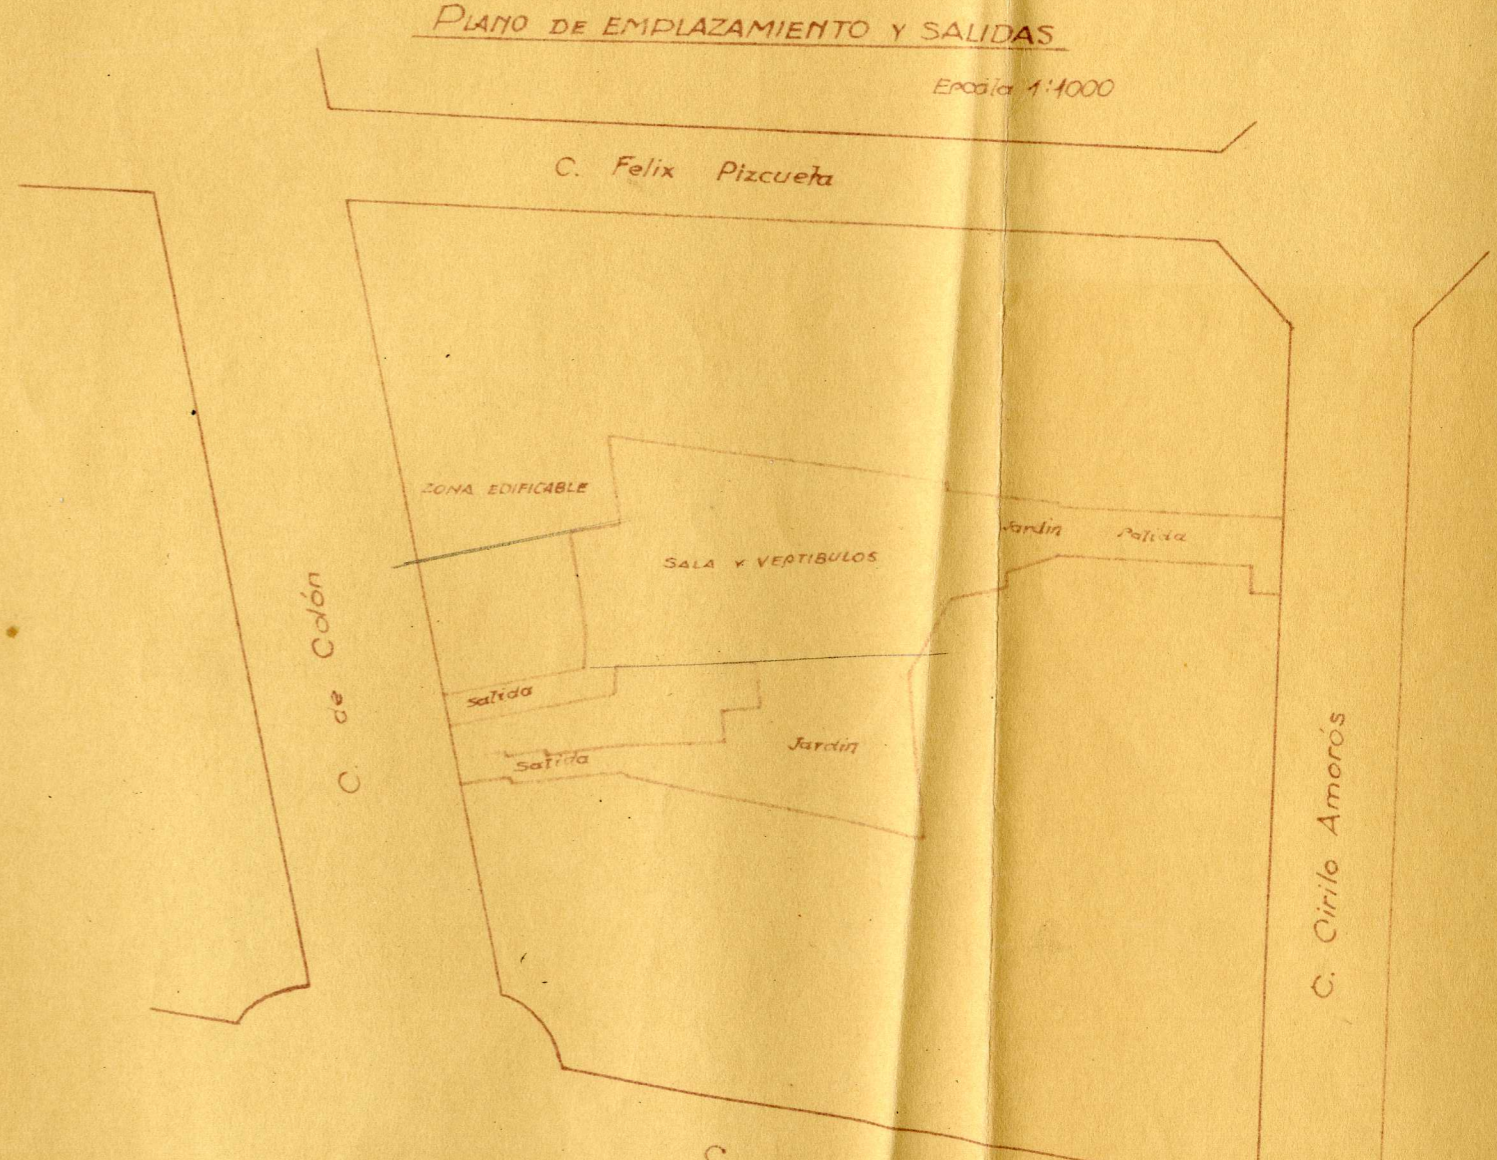 PLANO DE EMPLAZAMIENTO Y SALIDAS
Escala 1:1000
C. Felix Pizcueta
ZONA EDIFICABLE
SALA Y VESTIBULOS
Jardin Salida
Salida
Salida
Jardin
C. de Colón
C. Cirilo Amorós
C